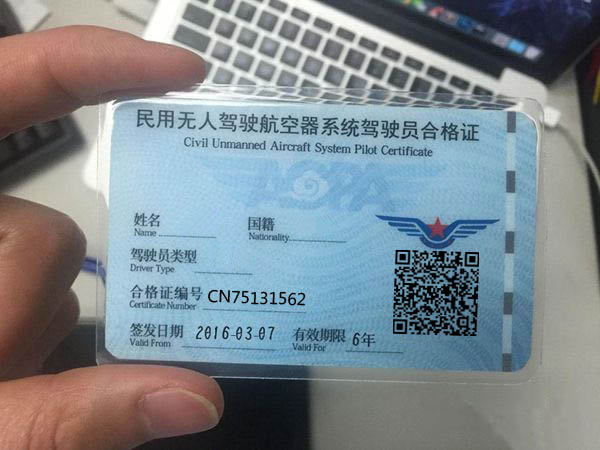 民用无人驾驶航空器系统驾驶员合格证
Civil Unmanned Aircraft System Pilot Certificate
AOPA
姓名 国籍
Name Nationality
驾驶员类型
Driver Type
合格证编号 CN75131562
Certificate Number
签发日期 2016-03-07 有效期限 6年
Valid From Valid For